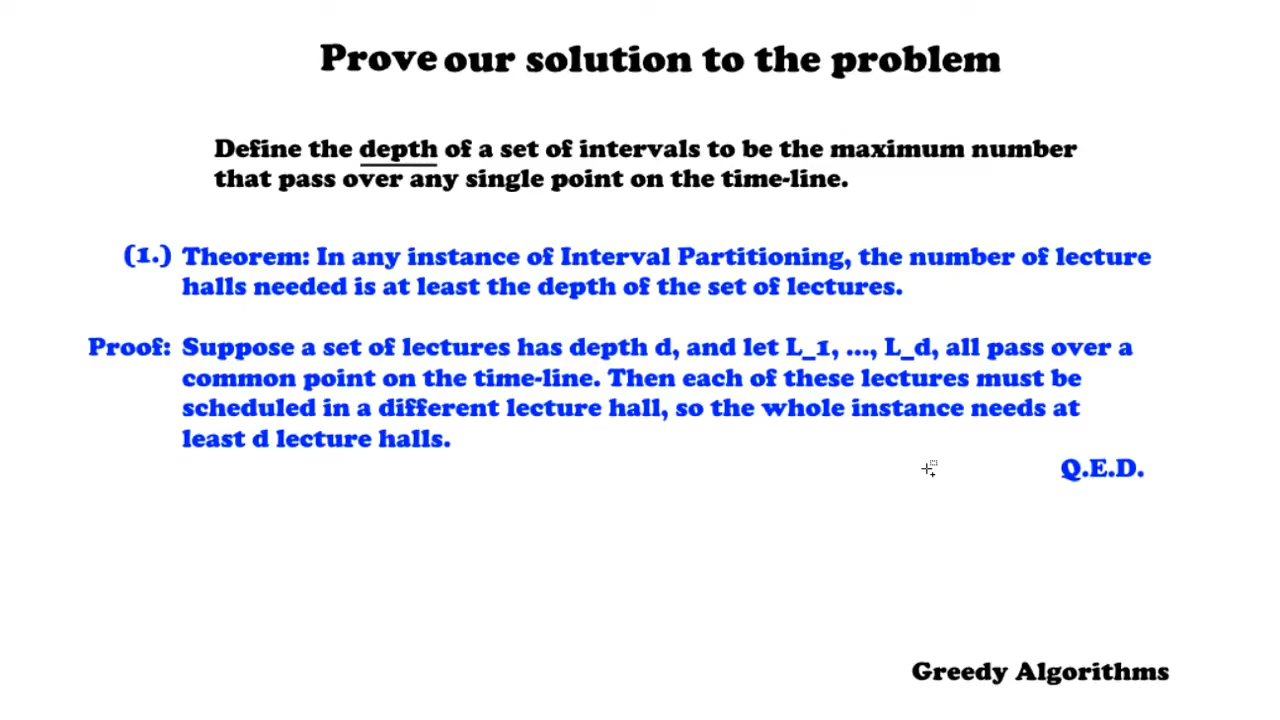 Prove our solution to the problem
Define the depth of a set of intervals to be the maximum number
that pass over any single point on the time-line.
(1.) Theorem: In any instance of Interval Partitioning, the number of lecture
halls needed is at least the depth of the set of lectures.
Proof: Suppose a set of lectures has depth d, and let L_1, ..., L_d, all pass over a
common point on the time-line. Then each of these lectures must be
scheduled in a different lecture hall, so the whole instance needs at
least d lecture halls.
Q.E.D.
Greedy Algorithms